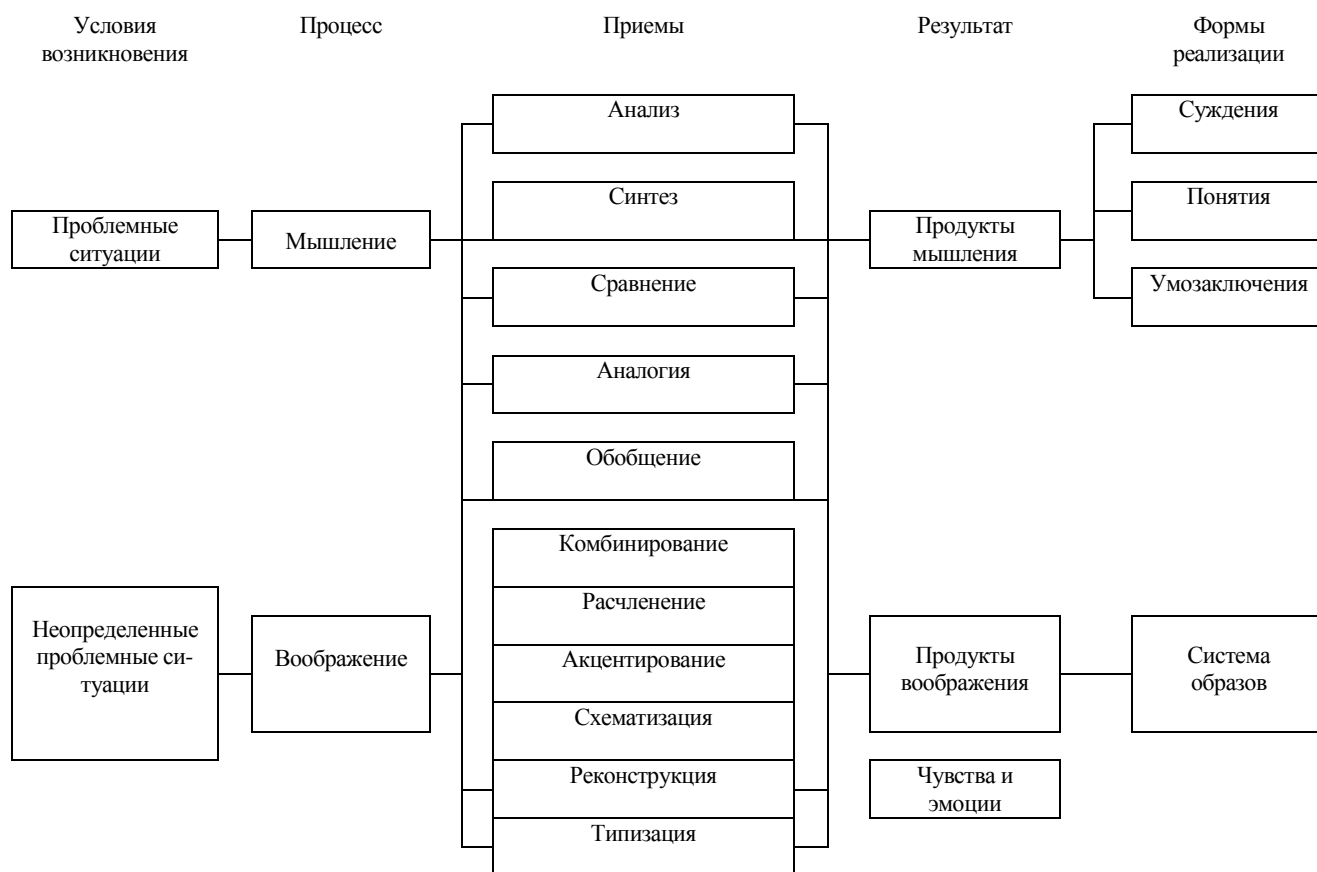 Условия
возникновения
Процесс
Приемы
Результат
Формы
реализации
Анализ
Суждения
Синтез
Понятия
Проблемные
ситуации
Мышление
Продукты
мышления
Сравнение
Умозаключения
Аналогия
Обобщение
Комбинирование
Расчленение
Неопределенные
проблемные си-
туации
Воображение
Акцентирование
Продукты
воображения
Система
образов
Схематизация
Реконструкция
Чувства и
эмоции
Типизация